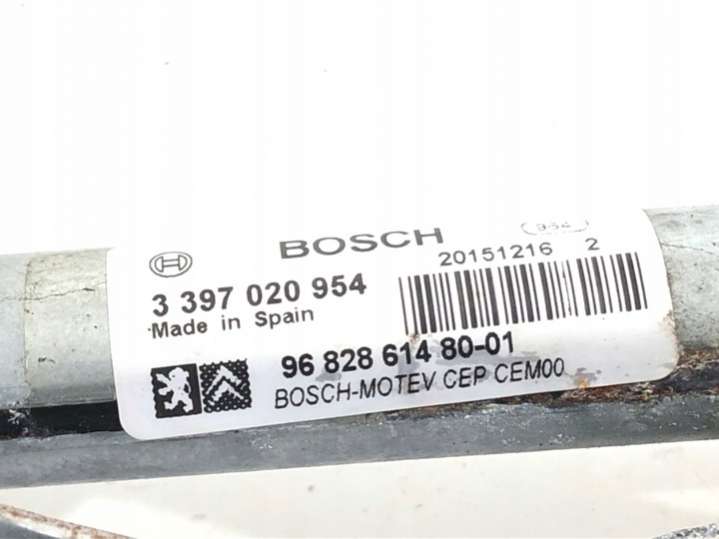 BOSCH
20151216 2
3 397 020 954
Made in Spain
96 828 614 80-01
BOSCH-MOTEV CEP CEM00